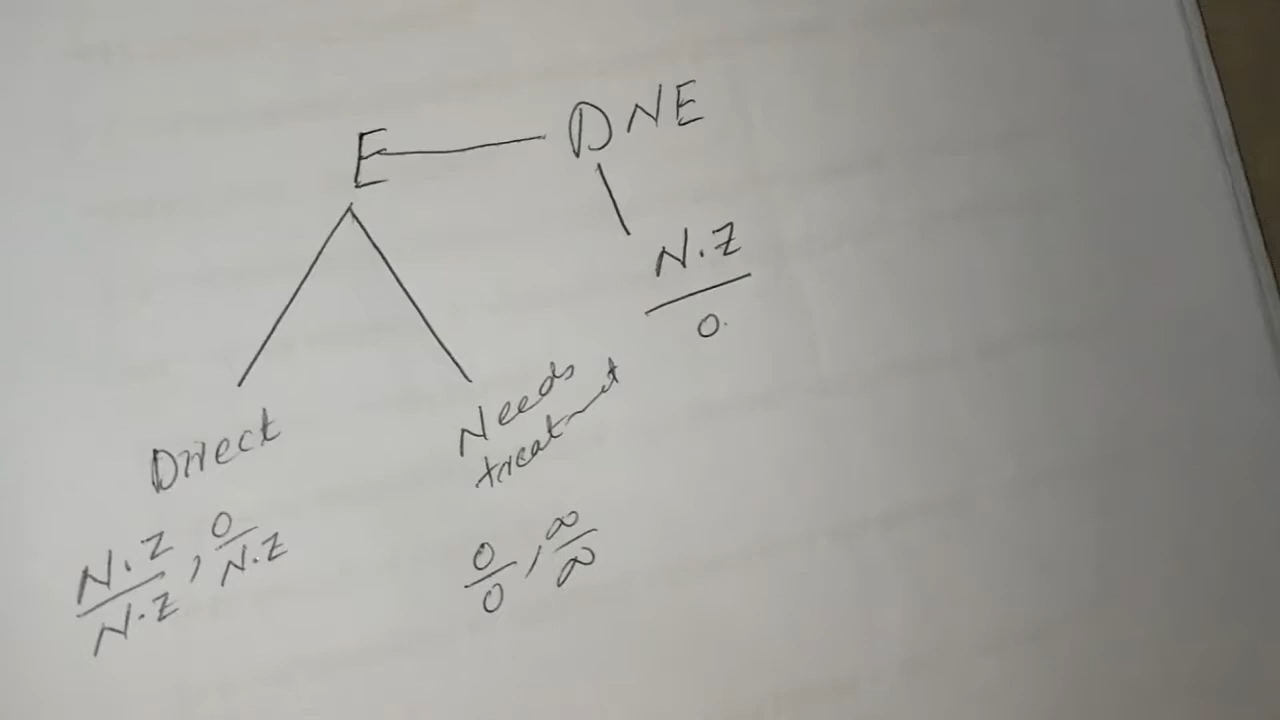 E DNE
N.Z
0
Direct
Needs
treatment
N.Z/N.Z, 0/N.Z
0/0, ∞/∞